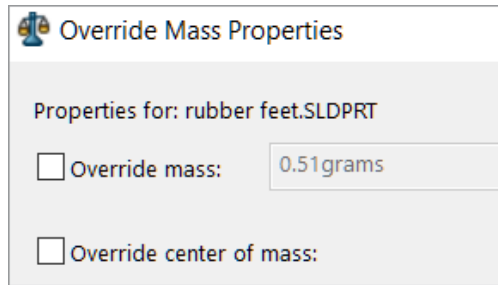 Override Mass Properties
Properties for: rubber feet.SLDPRT
Override mass: 0.51grams
Override center of mass: